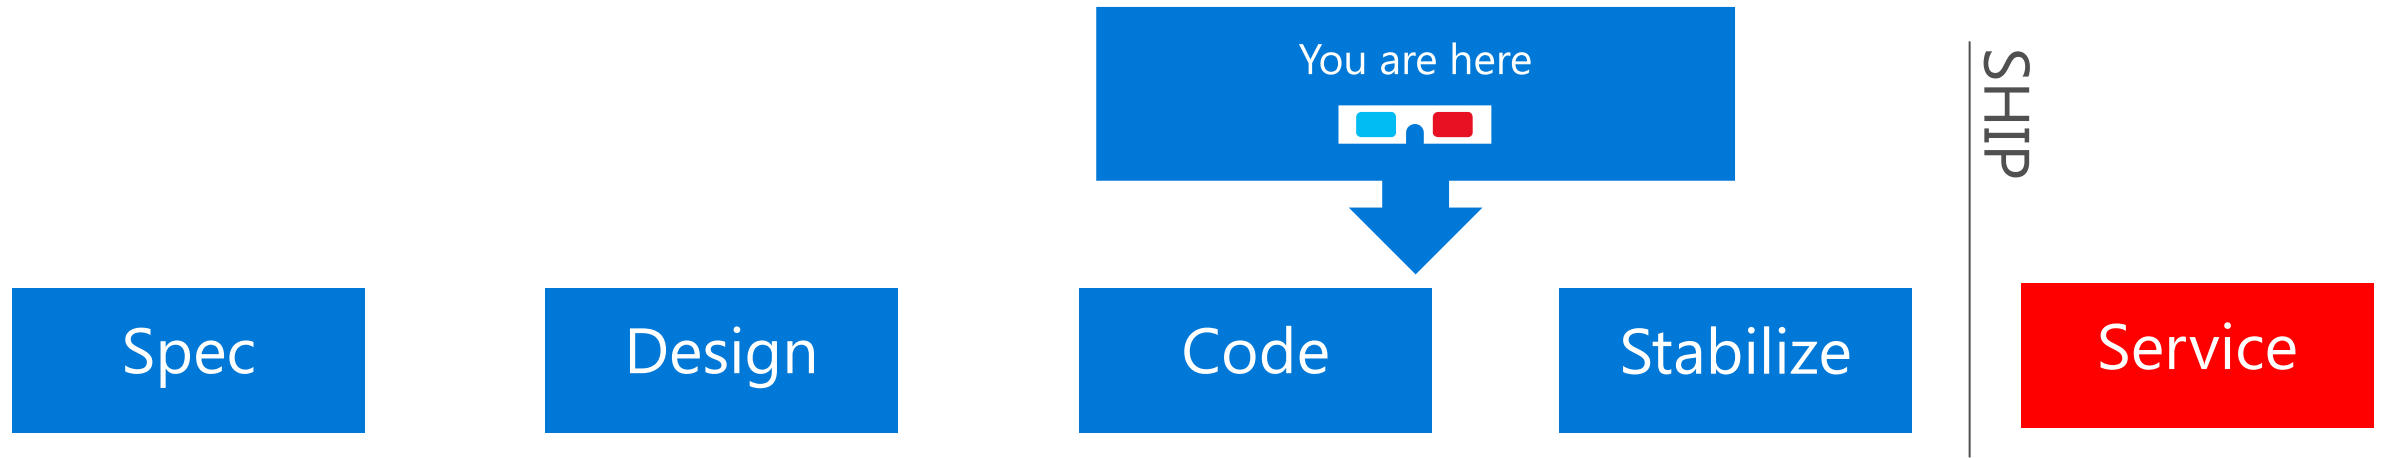 You are here
SHIP
Spec
Design
Code
Stabilize
Service